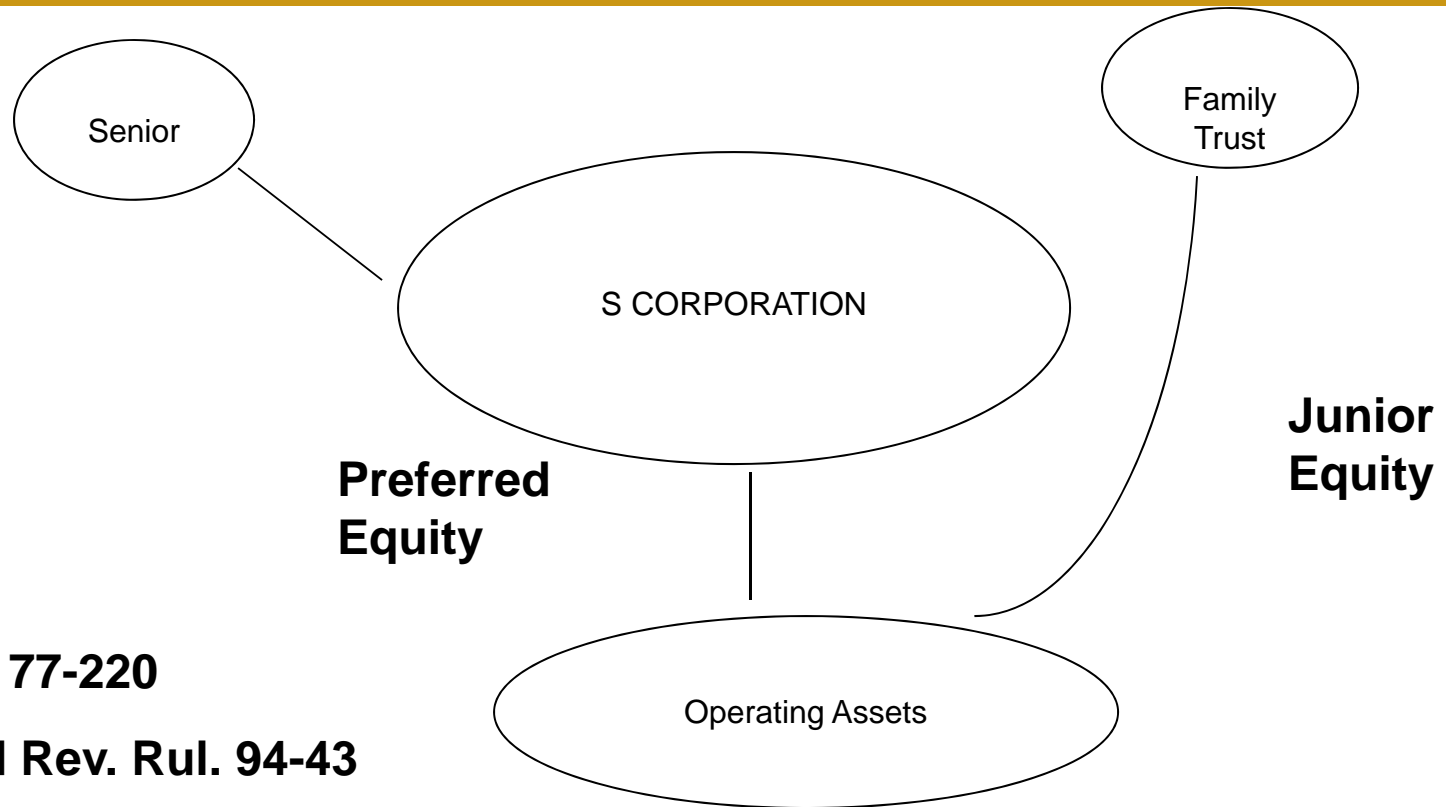 Senior
Family
Trust
S CORPORATION
Junior
Equity
Preferred
Equity
77-220
Rev. Rul. 94-43
Operating Assets